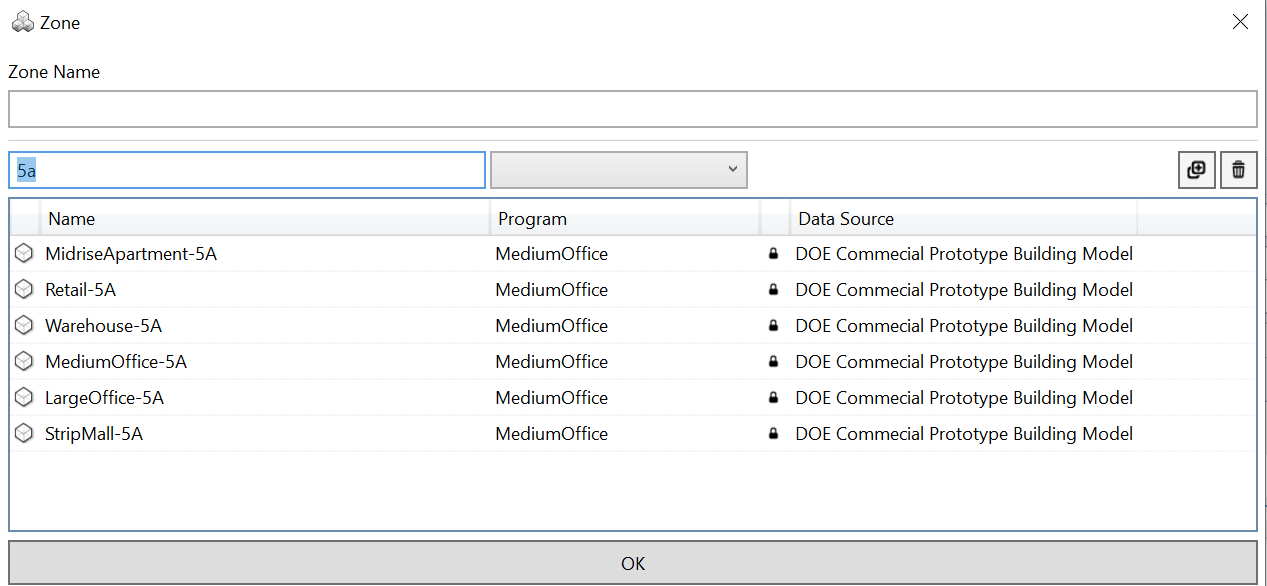 Zone
Zone Name
5a
Name Program Data Source
MidriseApartment-5A MediumOffice DOE Commecial Prototype Building Model
Retail-5A MediumOffice DOE Commecial Prototype Building Model
Warehouse-5A MediumOffice DOE Commecial Prototype Building Model
MediumOffice-5A MediumOffice DOE Commecial Prototype Building Model
LargeOffice-5A MediumOffice DOE Commecial Prototype Building Model
StripMall-5A MediumOffice DOE Commecial Prototype Building Model
OK